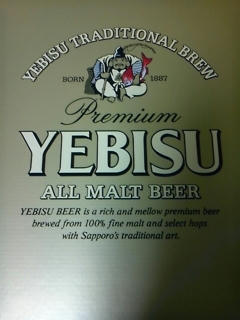 YEBISU TRADITIONAL BREW
BORN 1887
Premium
YEBISU
ALL MALT BEER
YEBISU BEER is a rich and mellow premium beer
brewed from 100% fine malt and select hops
with Sapporo's traditional art.